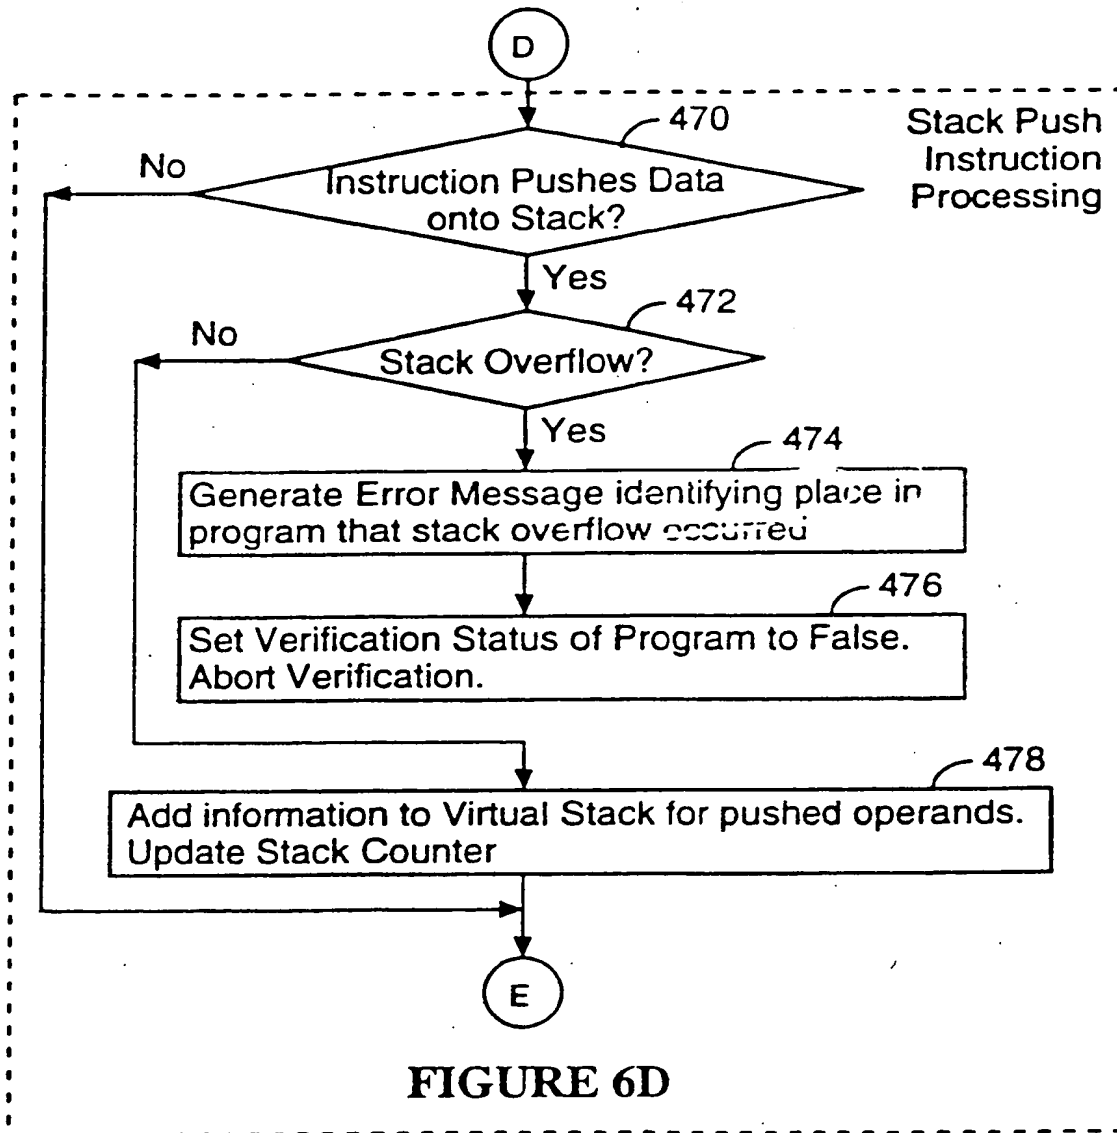 D
470
Stack Push
Instruction
Processing
No
Instruction Pushes Data
onto Stack?
Yes
472
No
Stack Overflow?
Yes
474
Generate Error Message identifying place in
program that stack overflow occurred
476
Set Verification Status of Program to False.
Abort Verification.
478
Add information to Virtual Stack for pushed operands.
Update Stack Counter
E
FIGURE 6D